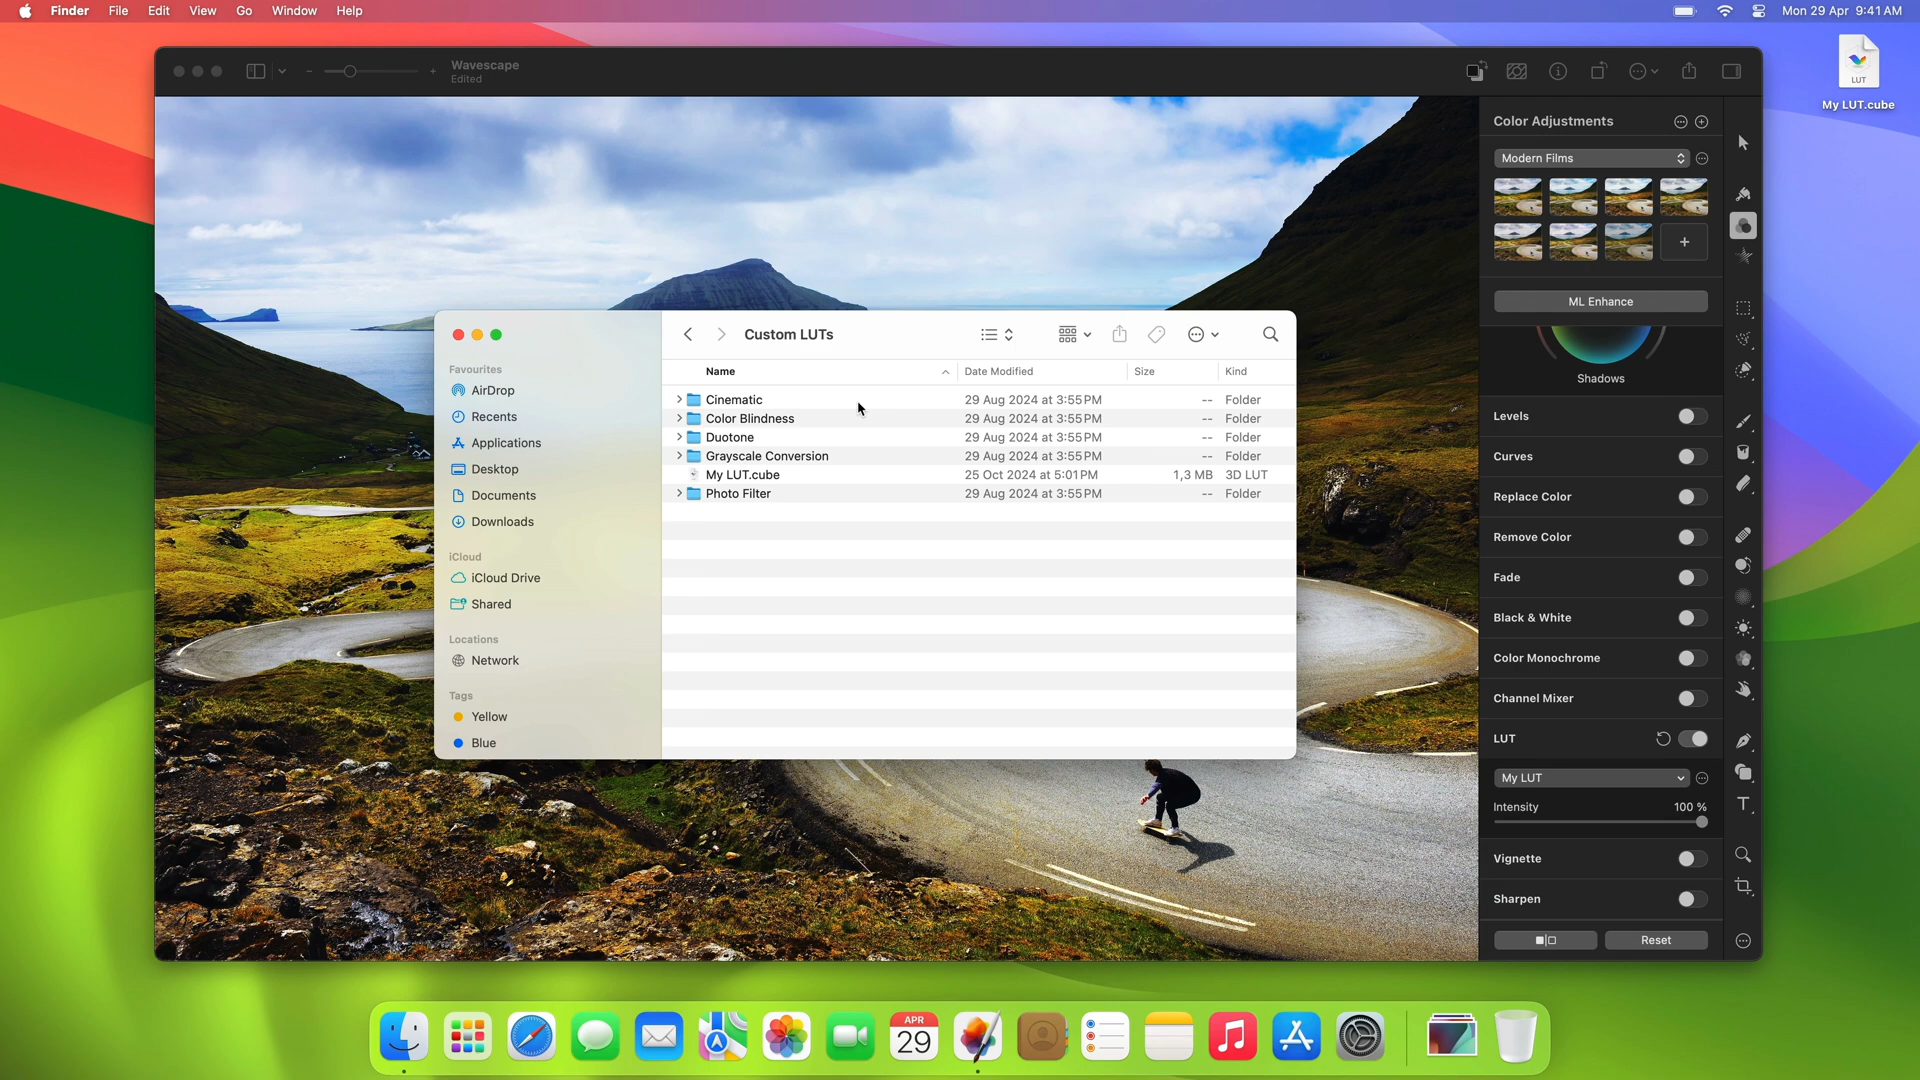 Finder File Edit View Go Window Help Mon 29 Apr 9:41 AM
Wavescape
Edited
LUT
My LUT.cube
Color Adjustments
Modern Films
ML Enhance
Shadows
Levels
Curves
Replace Color
Remove Color
Fade
Black & White
Color Monochrome
Channel Mixer
LUT
My LUT
Intensity 100 %
Vignette
Sharpen
Reset
Custom LUTs
Favourites
AirDrop
Recents
Applications
Desktop
Documents
Downloads
iCloud
iCloud Drive
Shared
Locations
Network
Tags
Yellow
Blue
Name Date Modified Size Kind
Cinematic 29 Aug 2024 at 3:55 PM -- Folder
Color Blindness 29 Aug 2024 at 3:55 PM -- Folder
Duotone 29 Aug 2024 at 3:55 PM -- Folder
Grayscale Conversion 29 Aug 2024 at 3:55 PM -- Folder
My LUT.cube 25 Oct 2024 at 5:01 PM 1,3 MB 3D LUT
Photo Filter 29 Aug 2024 at 3:55 PM -- Folder
APR
29